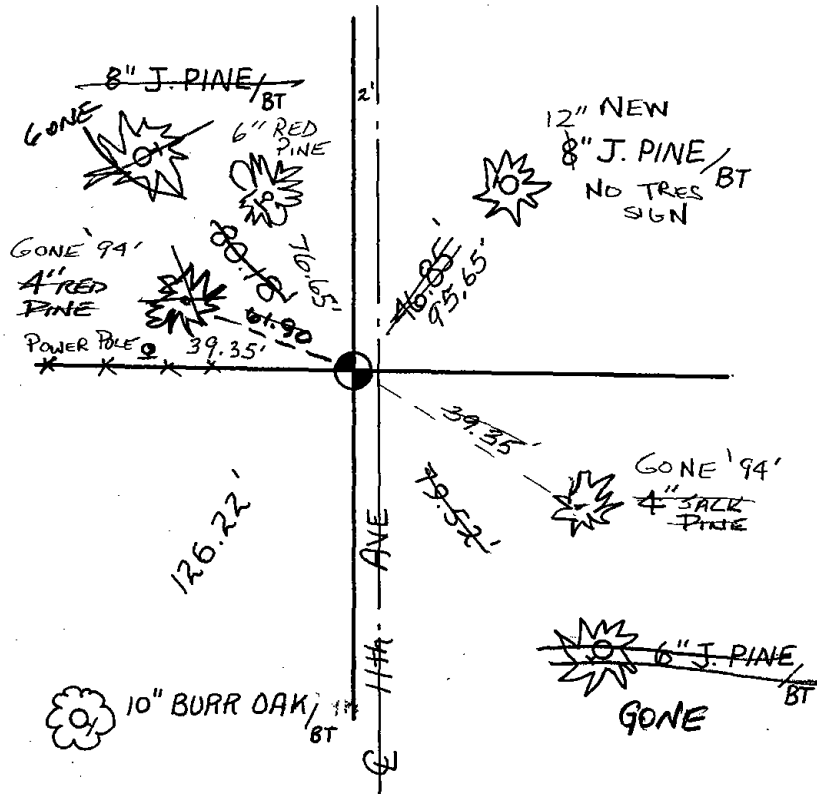 8" J. PINE/BT
GONE
6" RED
PINE
2'
12" NEW
8" J. PINE/BT
NO TRES
SIGN
GONE '94'
4" RED
PINE
76.65'
61.90
46.85'
95.65'
POWER POLE
39.35'
39.35'
GONE '94'
4" JACK
PINE
79.52'
126.22'
℄ 11th. AVE
6" J. PINE/BT
GONE
10" BURR OAK/BT